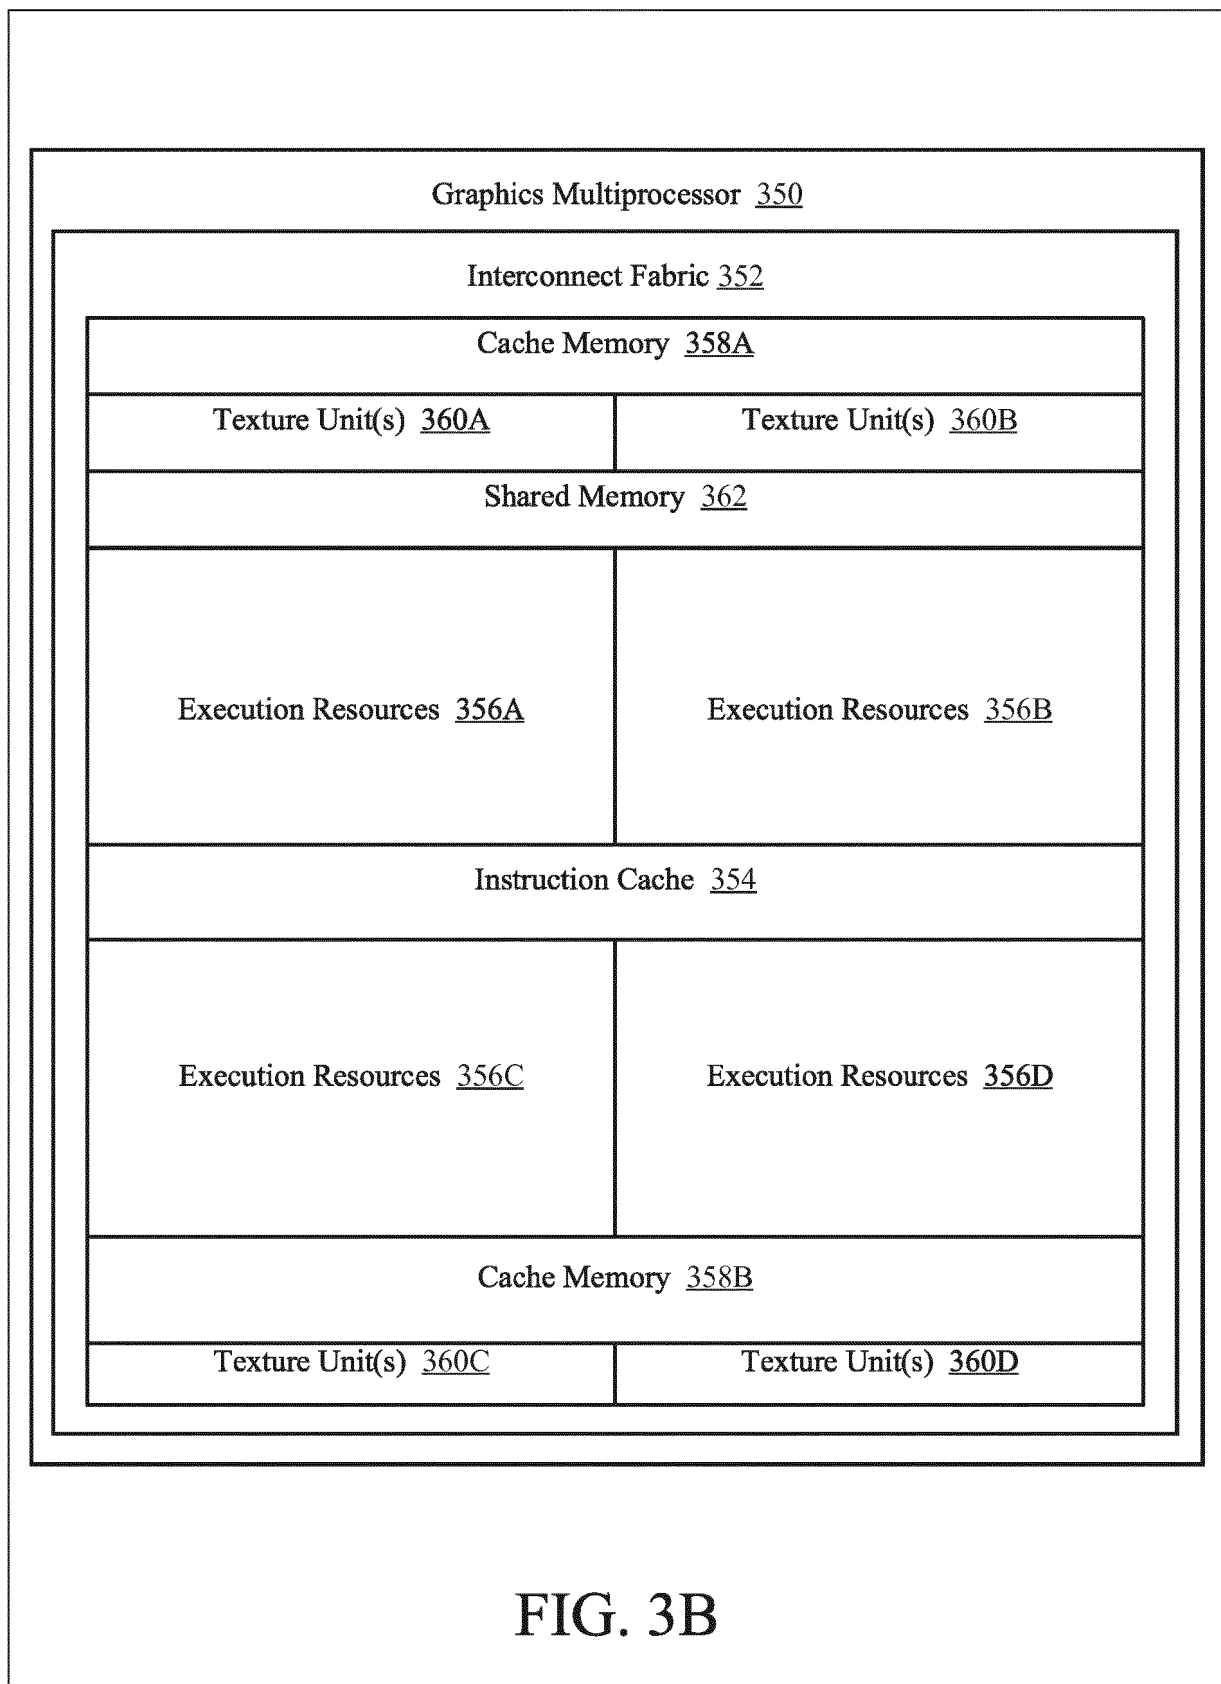 Graphics Multiprocessor 350
Interconnect Fabric 352
Cache Memory 358A
Texture Unit(s) 360A
Texture Unit(s) 360B
Shared Memory 362
Execution Resources 356A
Execution Resources 356B
Instruction Cache 354
Execution Resources 356C
Execution Resources 356D
Cache Memory 358B
Texture Unit(s) 360C
Texture Unit(s) 360D
FIG. 3B